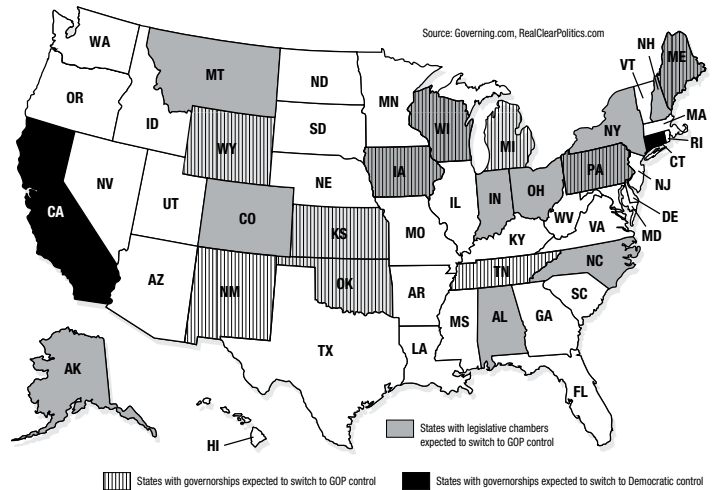 Source: Governing.com, RealClearPolitics.com
WA
MT
ND
MN
VT
NH
ME
OR
ID
SD
WI
MI
NY
MA
RI
CT
WY
IA
PA
NJ
NV
NE
IL
IN
OH
DE
MD
CA
UT
CO
KS
MO
KY
WV
VA
AZ
NM
OK
AR
TN
NC
SC
MS
AL
GA
TX
LA
FL
AK
HI
States with legislative chambers
expected to switch to GOP control
States with governorships expected to switch to GOP control
States with governorships expected to switch to Democratic control